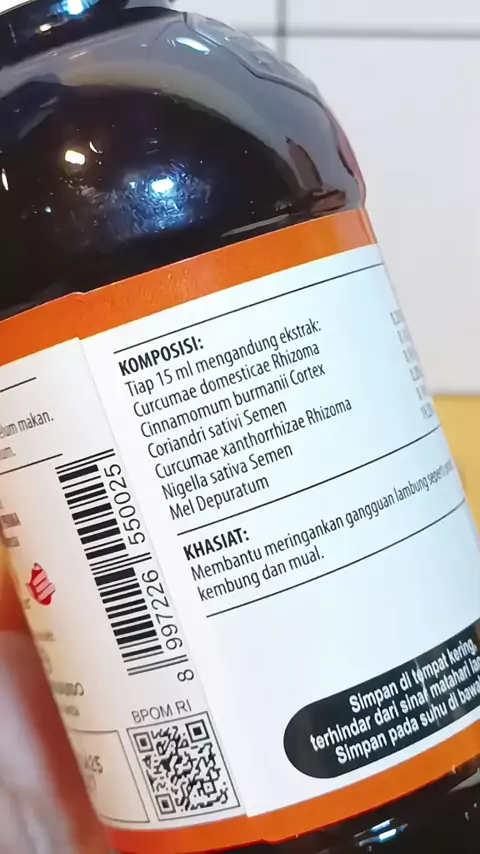 KOMPOSISI:
Tiap 15 ml mengandung ekstrak:
Curcumae domesticae Rhizoma
Cinnamomum burmanii Cortex
Coriandri sativi Semen
Curcumae xanthorrhizae Rhizoma
Nigella sativa Semen
Mel Depuratum
KHASIAT:
Membantu meringankan gangguan lambung seperti
kembung dan mual.
makan.
8 997226 550025
BPOM RI
Simpan di tempat kering,
terhindar dari sinar matahari
Simpan pada suhu di